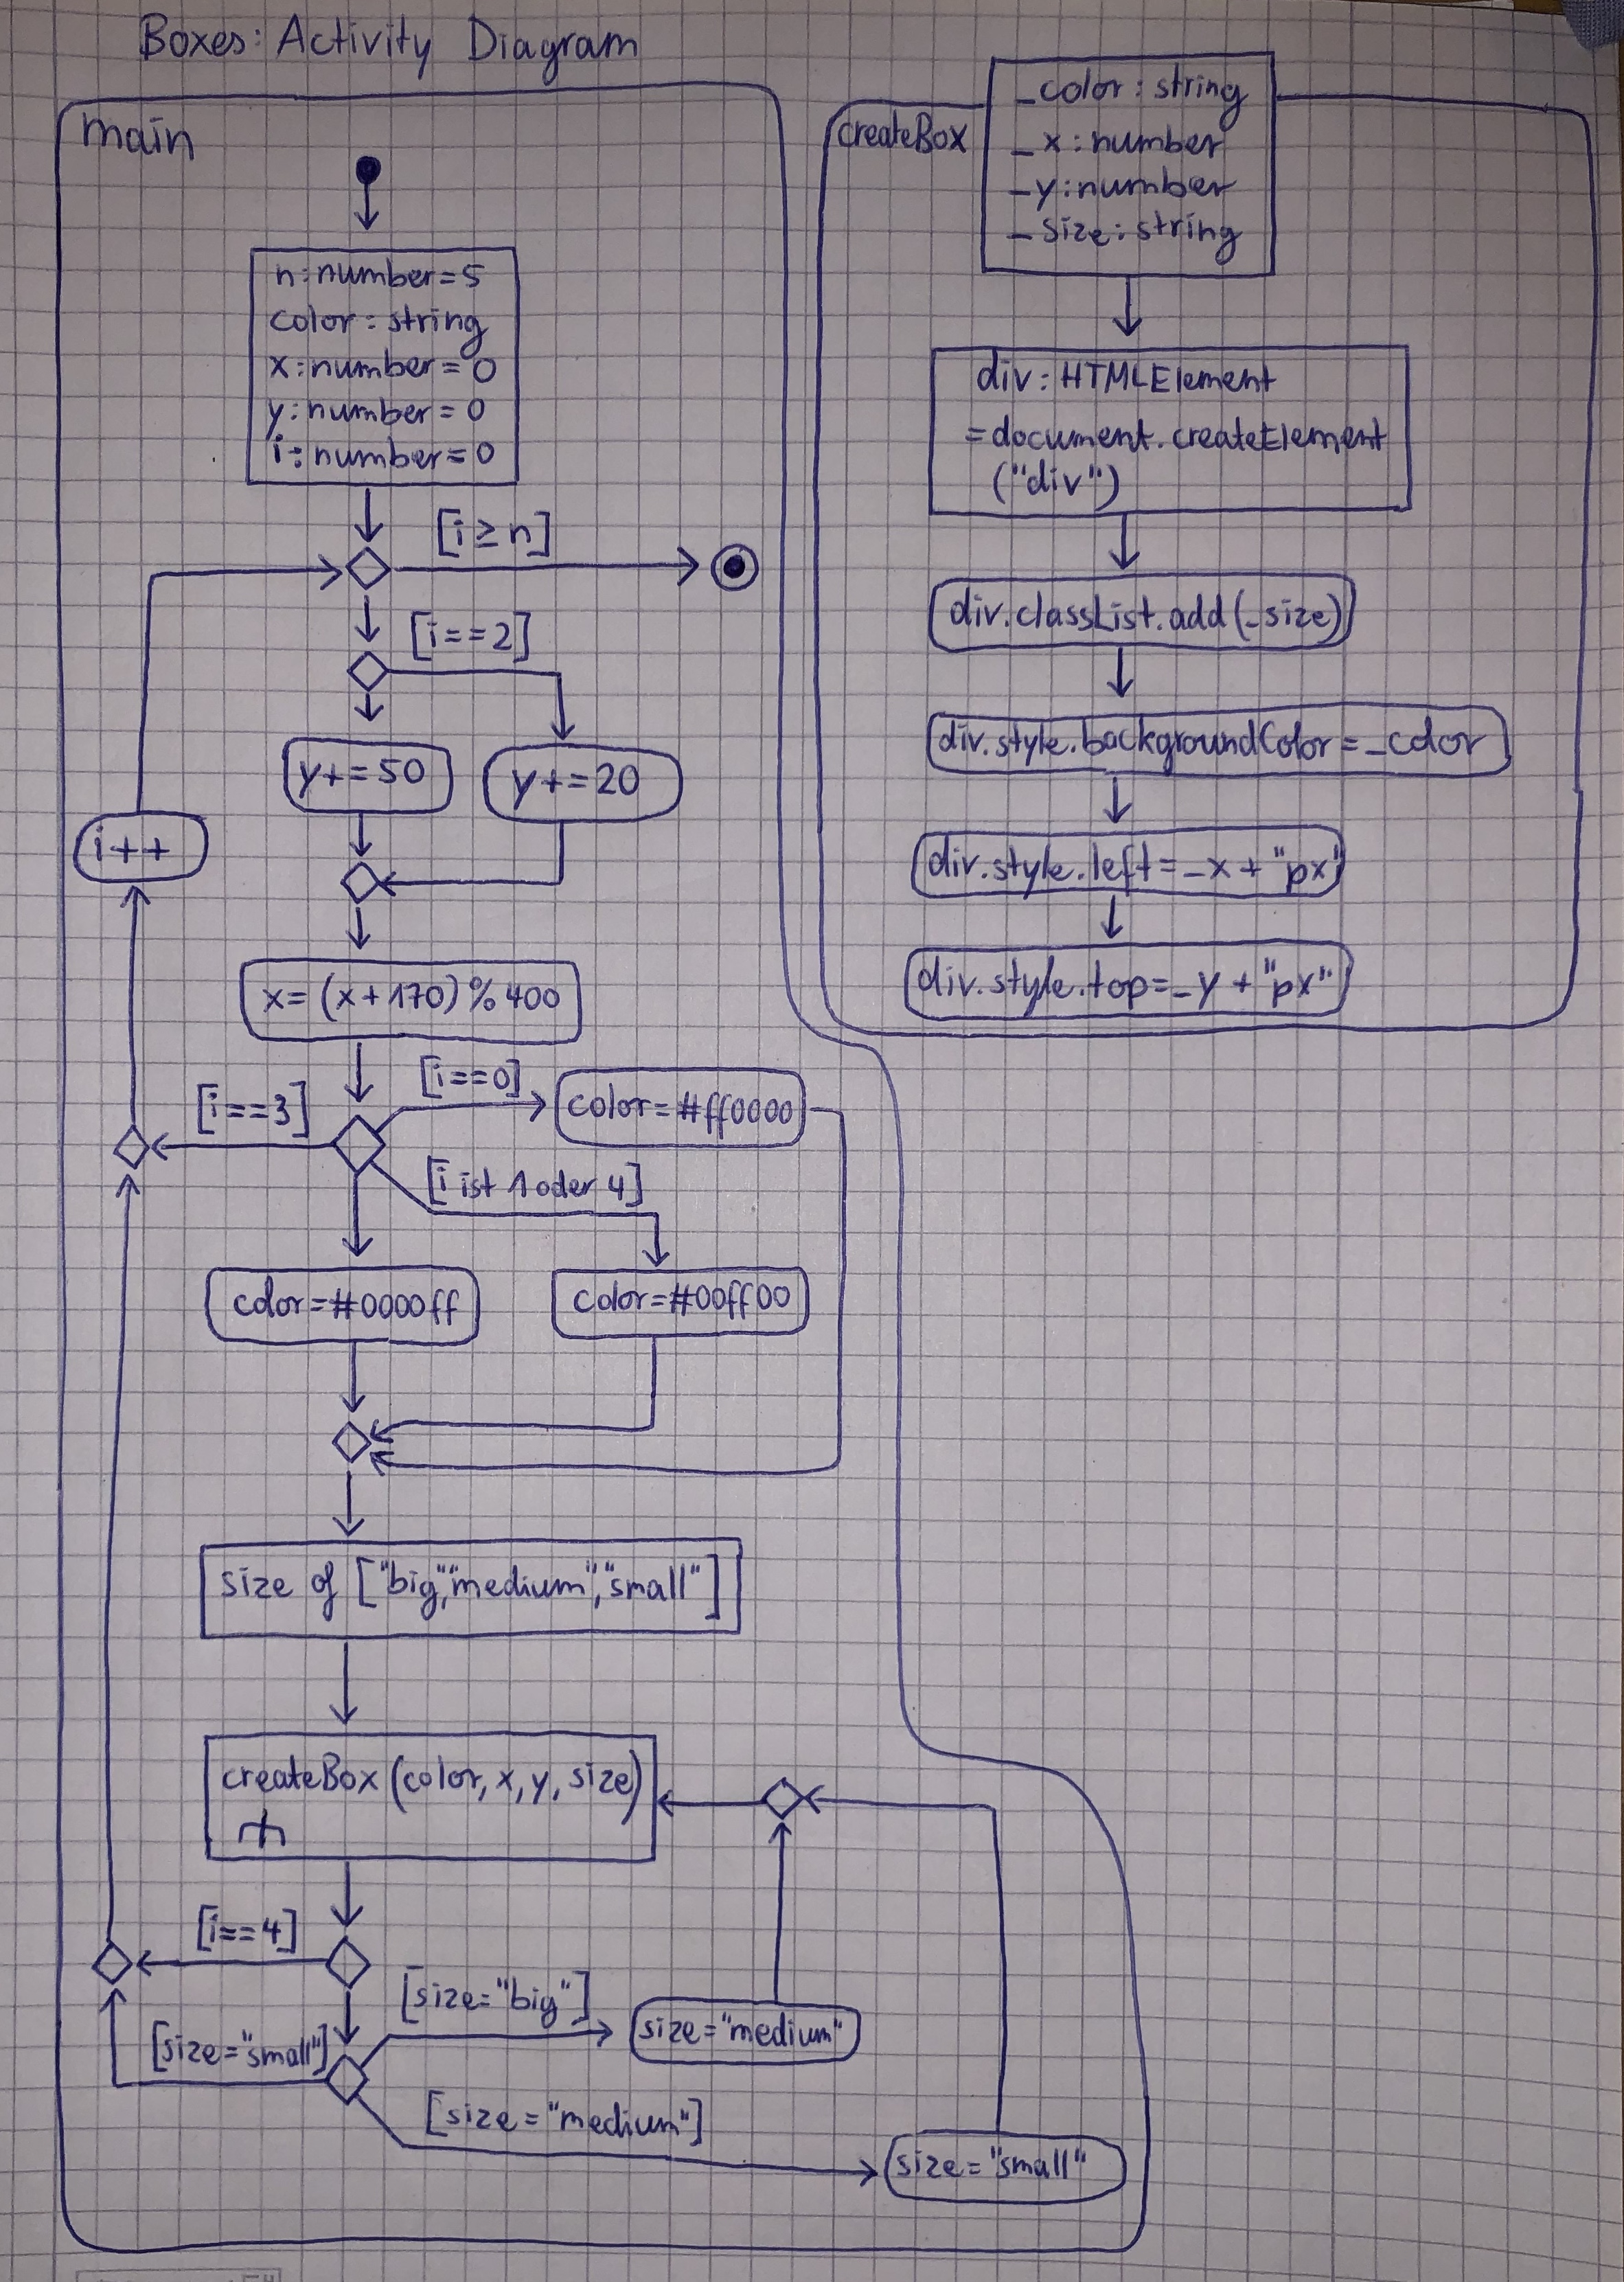 Boxes: Activity Diagram
main
n:number=5
color: string
x:number=0
y:number=0
i:number=0
[i≥n]
[i==2]
y+=50
y+=20
i++
x=(x+170)%400
[i==0]
color=#ff0000
[i==3]
[i ist 1 oder 4]
color=#0000ff
color=#00ff00
size of ["big","medium","small"]
createBox(color,x,y,size)
[i==4]
[size="big"]
size="medium"
[size="small"]
[size="medium"]
size="small"
createBox
_color: string
_x:number
_y:number
_size: string
div:HTMLElement
=document.createElement
("div")
div.classList.add(_size)
div.style.backgroundColor=_color
div.style.left=_x+"px"
div.style.top=_y+"px"